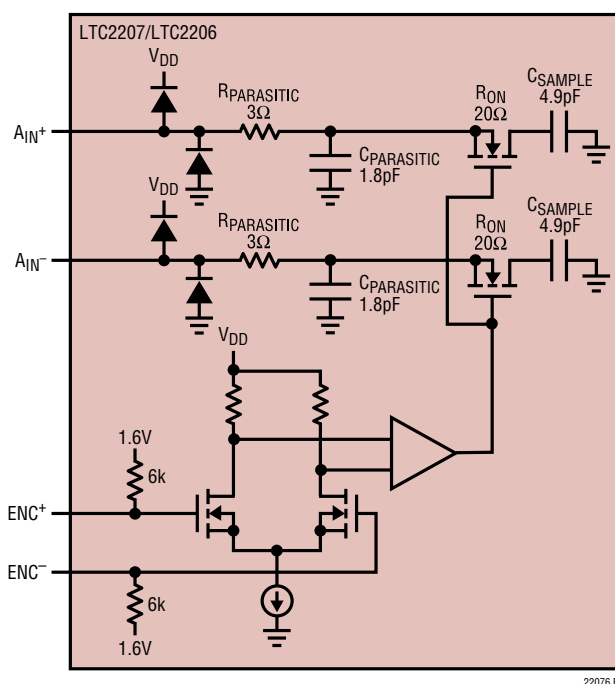 LTC2207/LTC2206
VDD
RPARASITIC
3Ω
RON
20Ω
CSAMPLE
4.9pF
AIN+
CPARASITIC
1.8pF
VDD
RPARASITIC
3Ω
RON
20Ω
CSAMPLE
4.9pF
AIN−
CPARASITIC
1.8pF
VDD
1.6V
6k
ENC+
ENC−
6k
1.6V